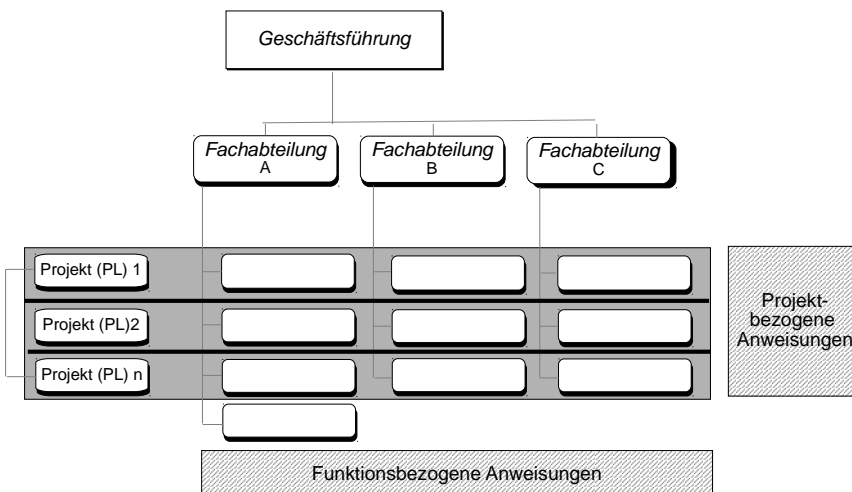 Geschäftsführung
Fachabteilung
A
Fachabteilung
B
Fachabteilung
C
Projekt (PL) 1
Projekt (PL)2
Projekt (PL) n
Projekt-
bezogene
Anweisungen
Funktionsbezogene Anweisungen